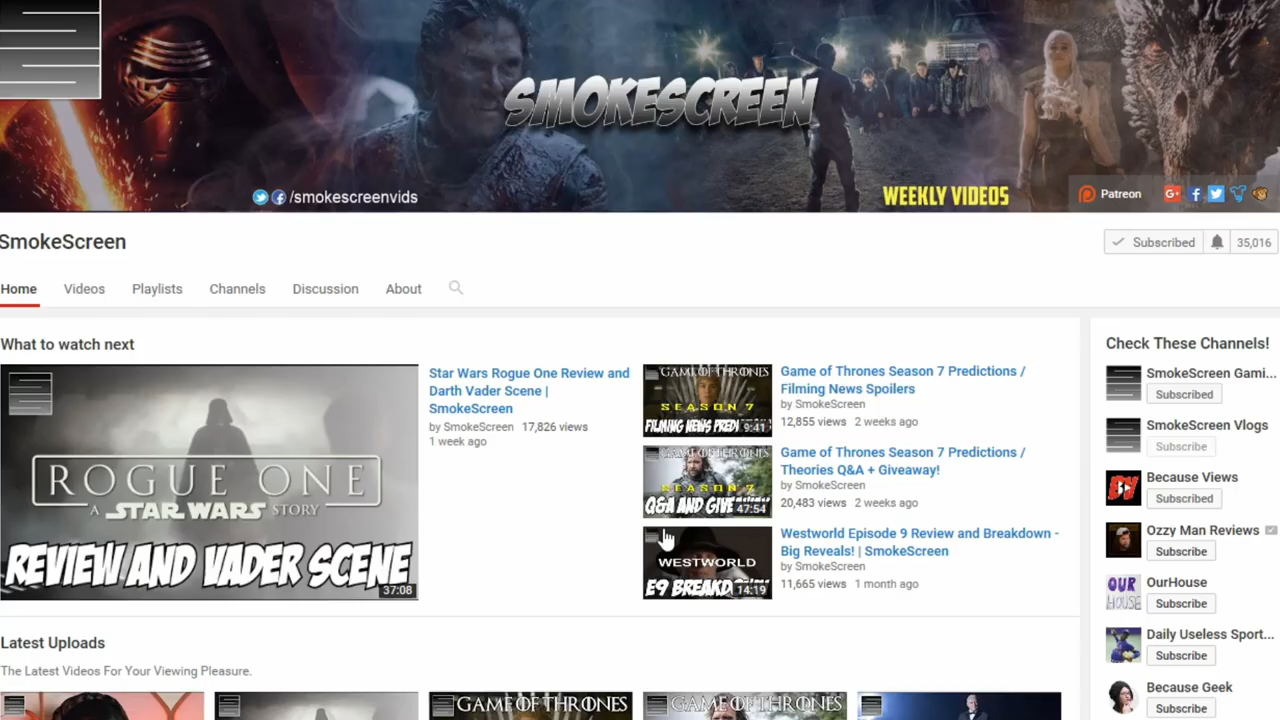 SMOKESCREEN
/smokescreenvids
WEEKLY VIDEOS
Patreon
SmokeScreen
Subscribed
35,016
Home
Videos
Playlists
Channels
Discussion
About
What to watch next
ROGUE ONE
A STAR WARS STORY
REVIEW AND VADER SCENE
37:08
Star Wars Rogue One Review and
Darth Vader Scene |
SmokeScreen
by SmokeScreen 17,826 views
1 week ago
GAME OF THRONES
SEASON 7
FILMING NEWS PREDI
9:41
Game of Thrones Season 7 Predictions /
Filming News Spoilers
by SmokeScreen
12,855 views 2 weeks ago
GAME OF THRONES
SEASON 7
Q&A AND GIVE
47:54
Game of Thrones Season 7 Predictions /
Theories Q&A + Giveaway!
by SmokeScreen
20,483 views 2 weeks ago
WESTWORLD
E9 BREAKD
14:19
Westworld Episode 9 Review and Breakdown -
Big Reveals! | SmokeScreen
by SmokeScreen
11,665 views 1 month ago
Check These Channels!
SmokeScreen Gami...
Subscribed
SmokeScreen Vlogs
Subscribe
Because Views
Subscribed
Ozzy Man Reviews
Subscribe
OUR
HOUSE
OurHouse
Subscribe
Daily Useless Sport...
Subscribe
Because Geek
Subscribe
Latest Uploads
The Latest Videos For Your Viewing Pleasure.
GAME OF THRONES
GAME OF THRONES